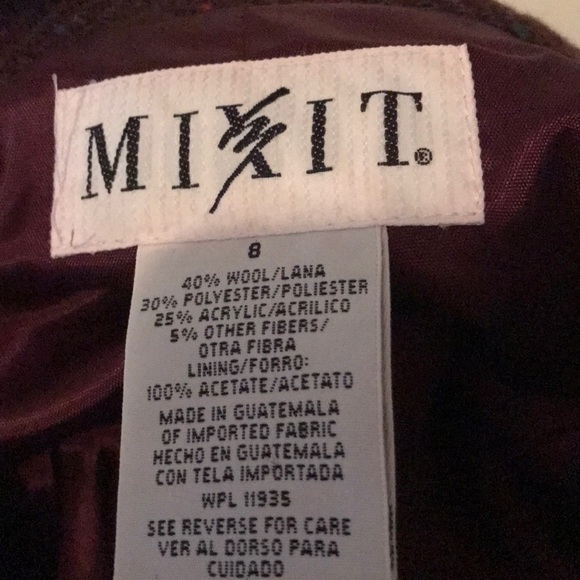 MIXIT®
8
40% WOOL/LANA
30% POLYESTER/POLIESTER
25% ACRYLIC/ACRILICO
5% OTHER FIBERS/
OTRA FIBRA
LINING/FORRO:
100% ACETATE/ACETATO
MADE IN GUATEMALA
OF IMPORTED FABRIC
HECHO EN GUATEMALA
CON TELA IMPORTADA
WPL 11935
SEE REVERSE FOR CARE
VER AL DORSO PARA
CUIDADO